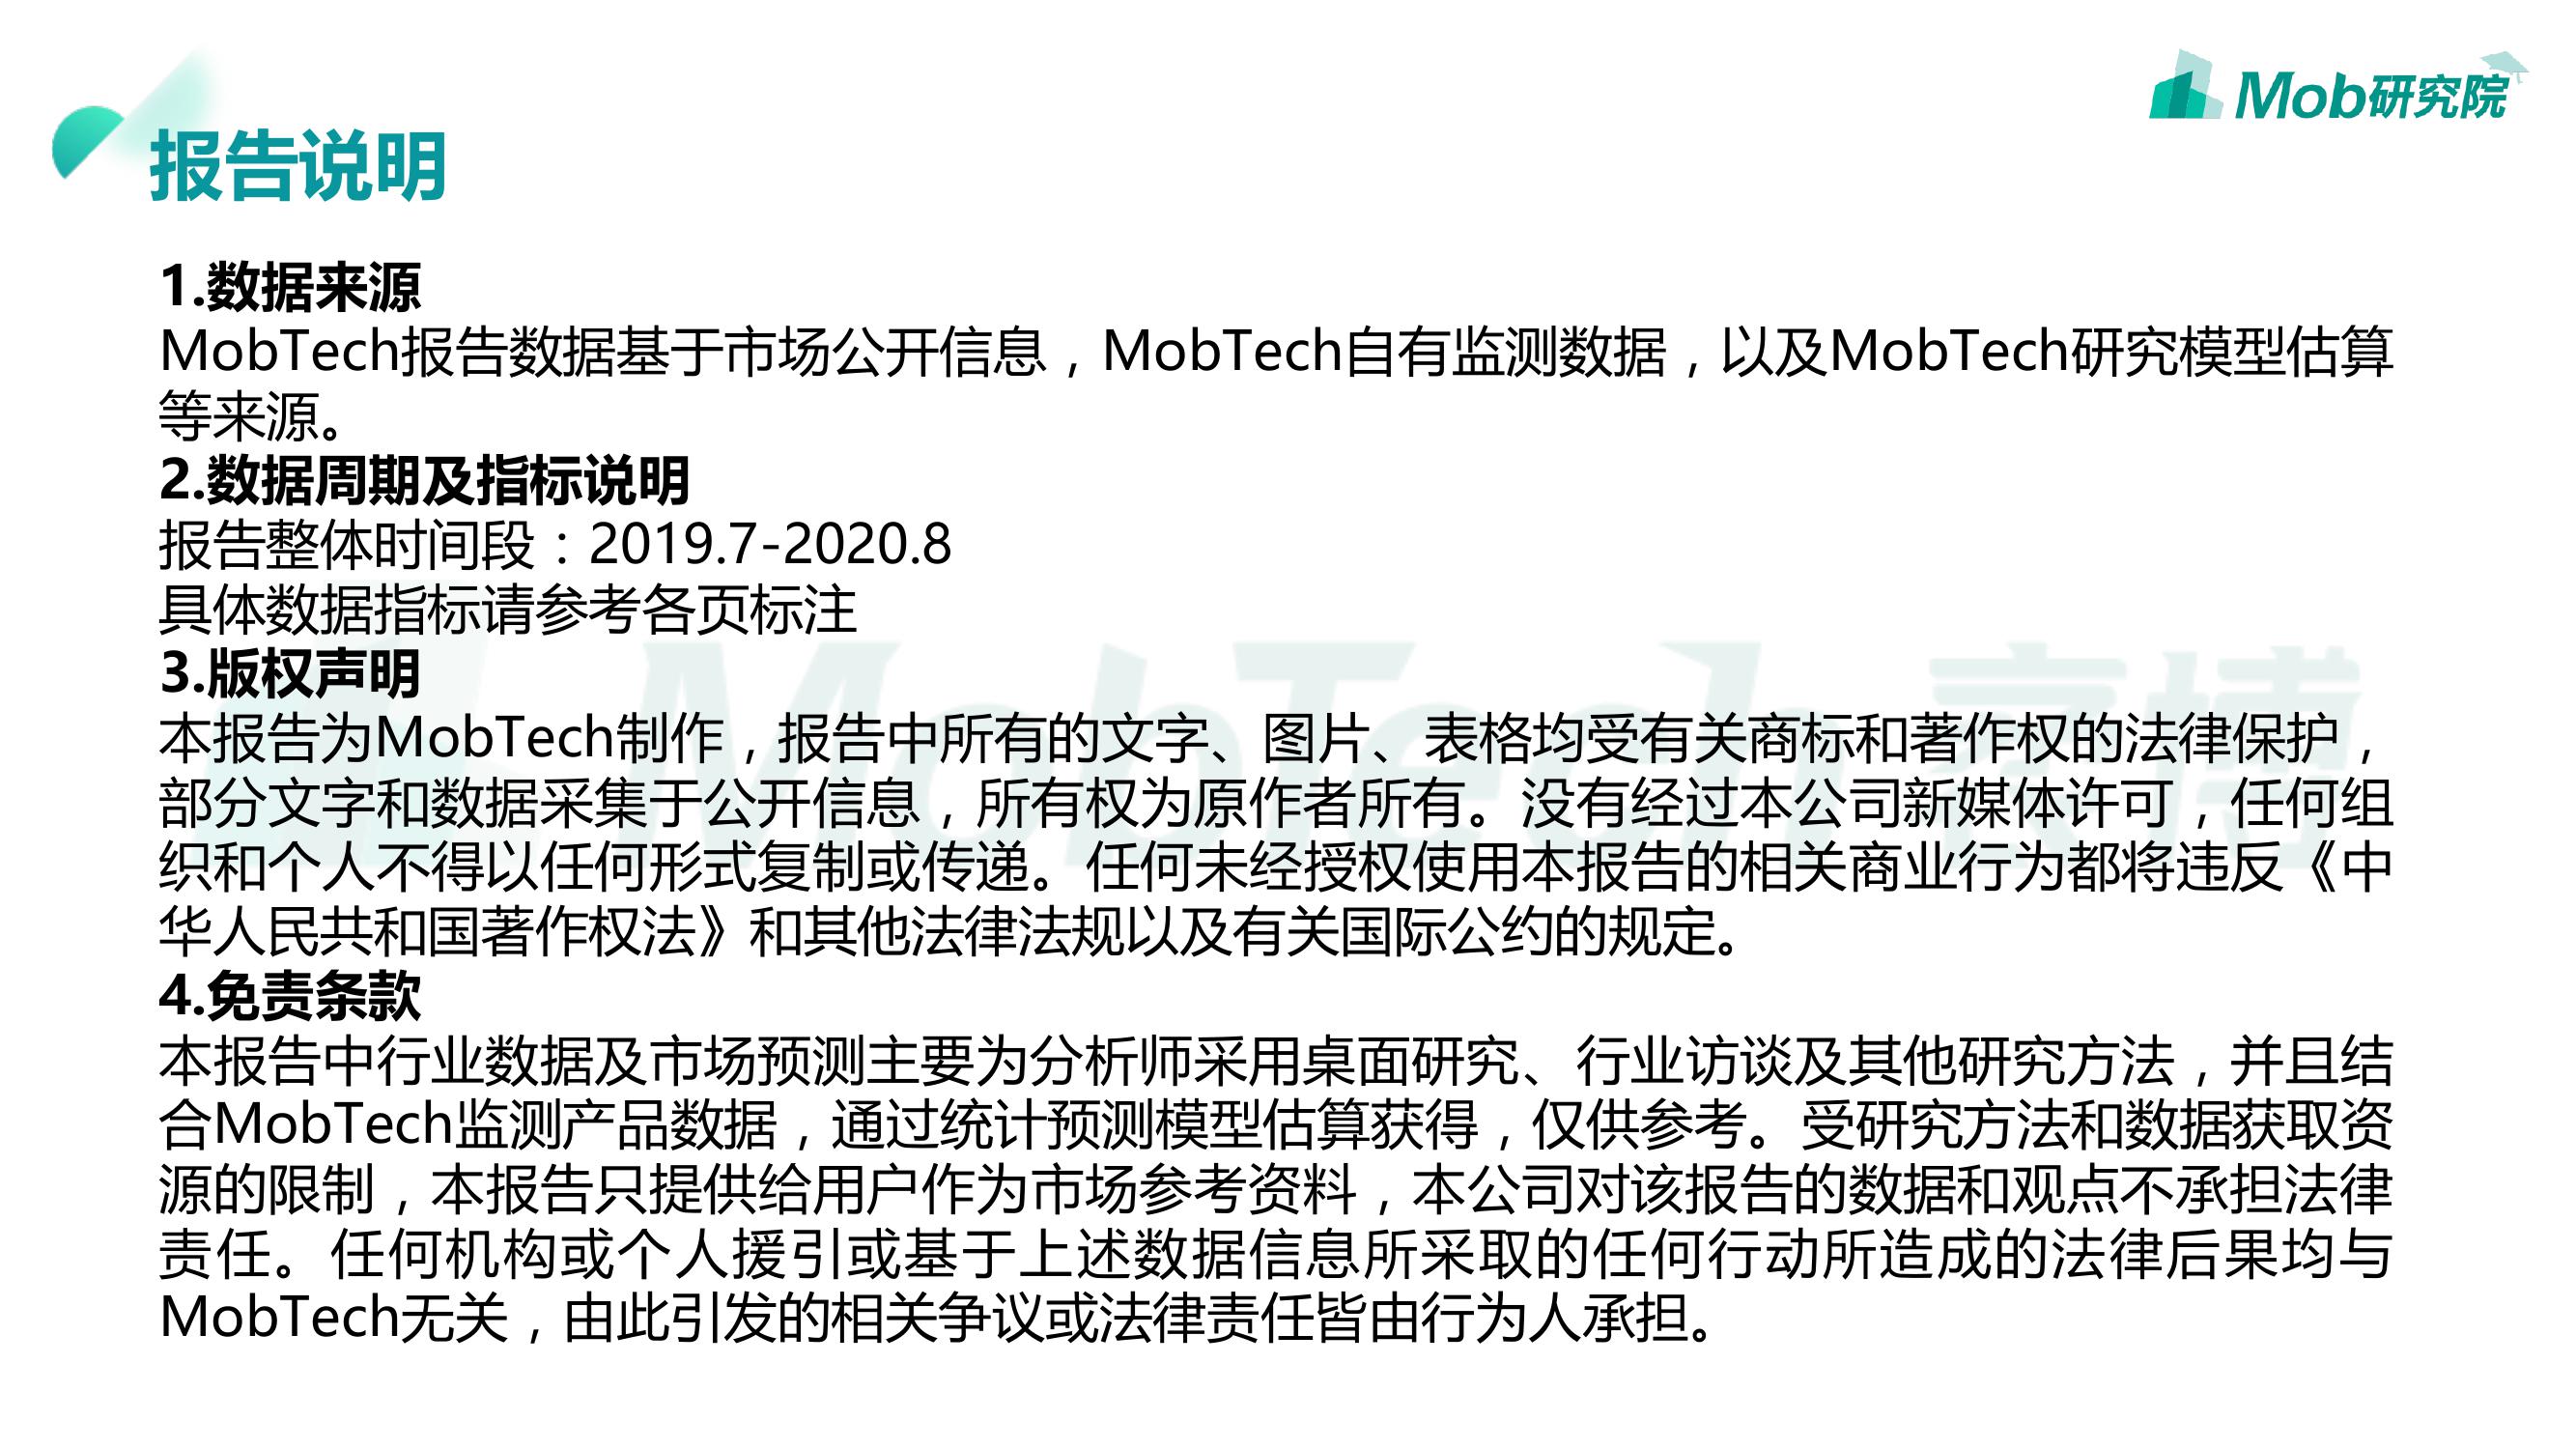 Mob研究院
报告说明
1.数据来源
MobTech报告数据基于市场公开信息，MobTech自有监测数据，以及MobTech研究模型估算
等来源。
2.数据周期及指标说明
报告整体时间段：2019.7-2020.8
具体数据指标请参考各页标注
3.版权声明
本报告为MobTech制作，报告中所有的文字、图片、表格均受有关商标和著作权的法律保护，
部分文字和数据采集于公开信息，所有权为原作者所有。没有经过本公司新媒体许可，任何组
织和个人不得以任何形式复制或传递。任何未经授权使用本报告的相关商业行为都将违反《中
华人民共和国著作权法》和其他法律法规以及有关国际公约的规定。
4.免责条款
本报告中行业数据及市场预测主要为分析师采用桌面研究、行业访谈及其他研究方法，并且结
合MobTech监测产品数据，通过统计预测模型估算获得，仅供参考。受研究方法和数据获取资
源的限制，本报告只提供给用户作为市场参考资料，本公司对该报告的数据和观点不承担法律
责任。任何机构或个人援引或基于上述数据信息所采取的任何行动所造成的法律后果均与
MobTech无关，由此引发的相关争议或法律责任皆由行为人承担。
MobTech 袤博